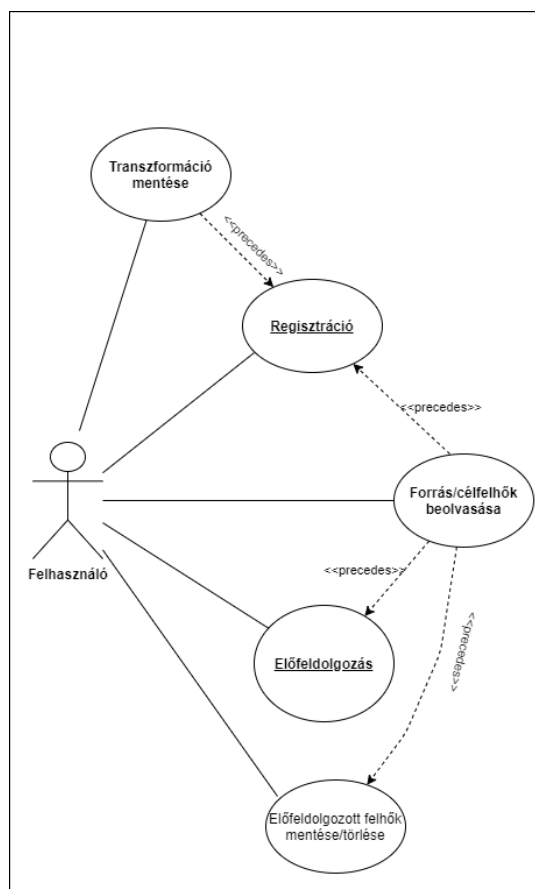 Transzformáció
mentése
<<precedes>>
Regisztráció
<<precedes>>
Forrás/célfelhők
beolvasása
Felhasználó
<<precedes>>
<<precedes>>
Előfeldolgozás
Előfeldolgozott felhők
mentése/törlése